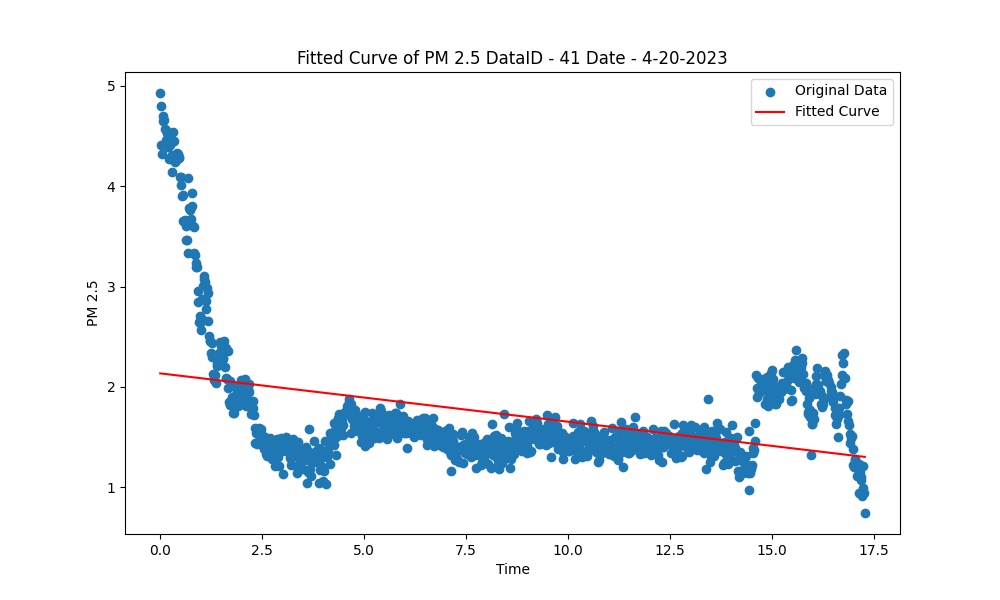 Fitted Curve of PM 2.5 DataID - 41 Date - 4-20-2023
Original Data
Fitted Curve
PM 2.5
5
4
3
2
1
0.0 2.5 5.0 7.5 10.0 12.5 15.0 17.5
Time